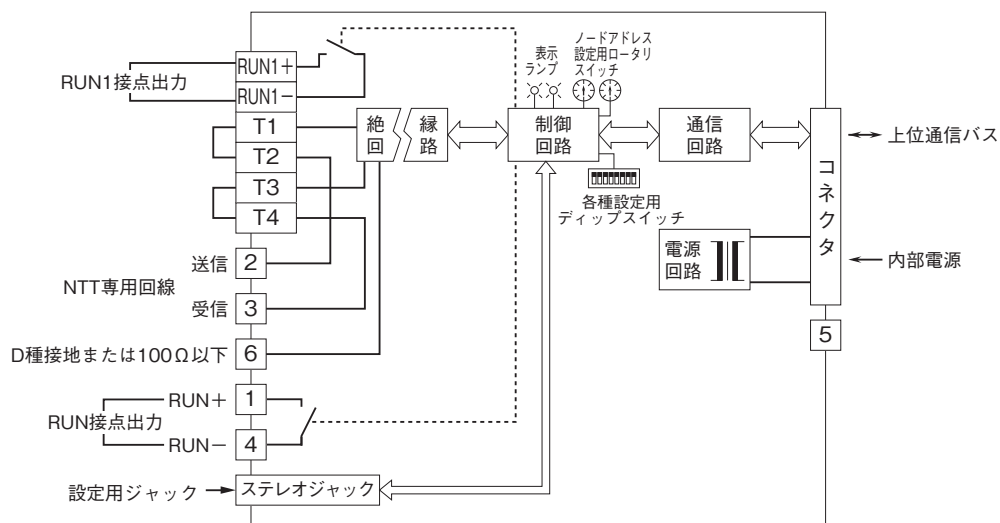 RUN1接点出力
RUN1+
RUN1−
T1
T2
T3
T4
NTT専用回線
送信
2
受信
3
D種接地または100Ω以下
6
RUN接点出力
RUN+
1
RUN−
4
設定用ジャック
ステレオジャック
絶
回
縁
路
表示
ランプ
ノードアドレス
設定用ロータリ
スイッチ
制御
回路
各種設定用
ディップスイッチ
通信
回路
電源
回路
コネクタ
上位通信バス
内部電源
5